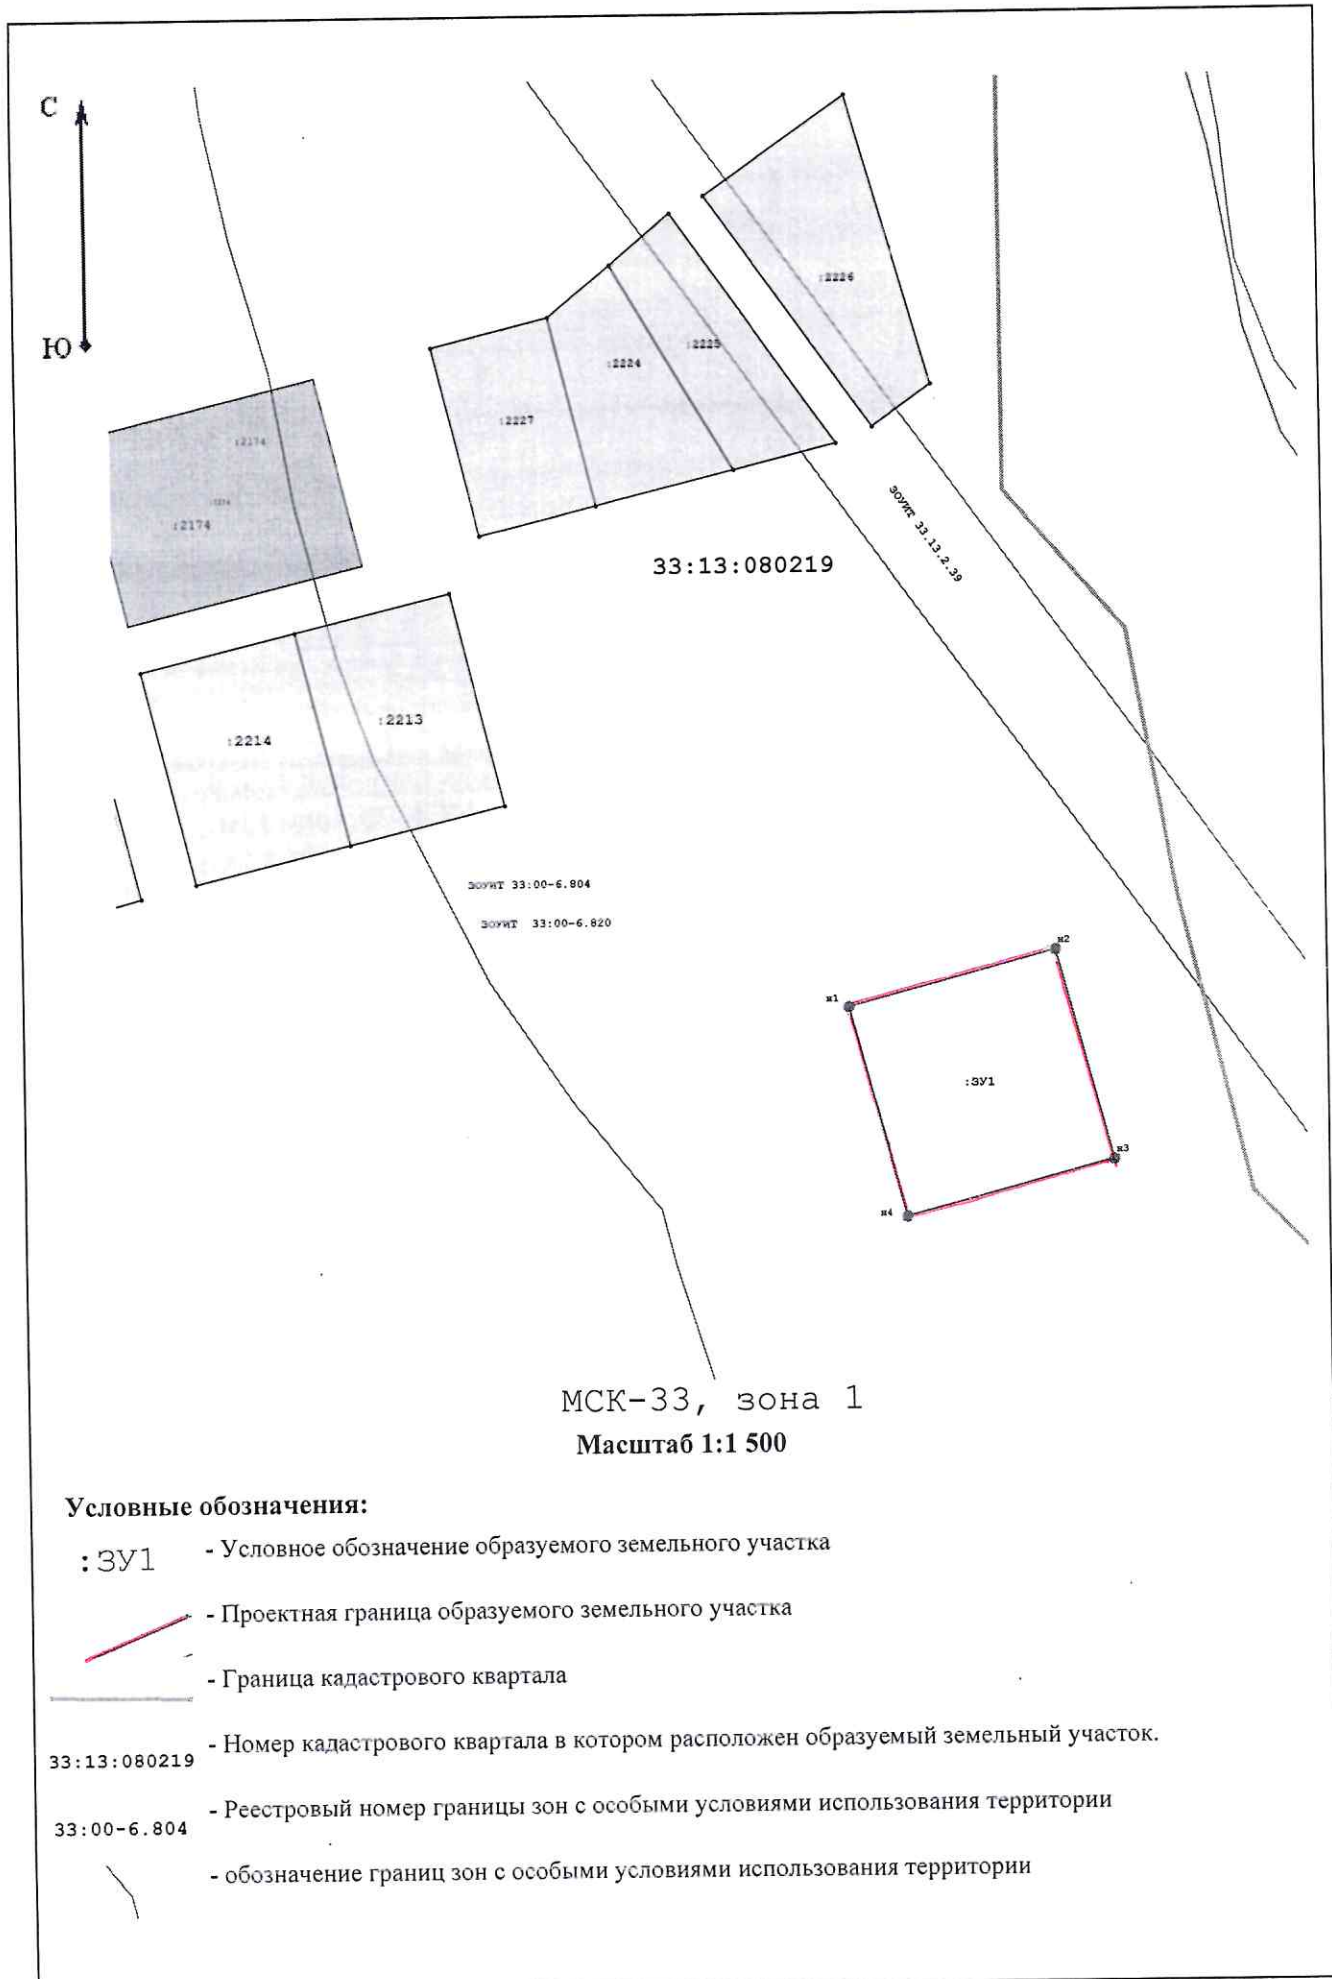 С
Ю
:2226
:2225
:2224
:2227
:2174
:2174
ЗОУИТ 33.13.2.39
33:13:080219
:2213
:2214
ЗОУИТ 33:00-6.804
ЗОУИТ 33:00-6.820
н2
н1
:ЗУ1
н3
н4
МСК-33, зона 1
Масштаб 1:1 500
Условные обозначения:
:ЗУ1 - Условное обозначение образуемого земельного участка
- Проектная граница образуемого земельного участка
- Граница кадастрового квартала
33:13:080219 - Номер кадастрового квартала в котором расположен образуемый земельный участок.
33:00-6.804 - Реестровый номер границы зон с особыми условиями использования территории
- обозначение границ зон с особыми условиями использования территории